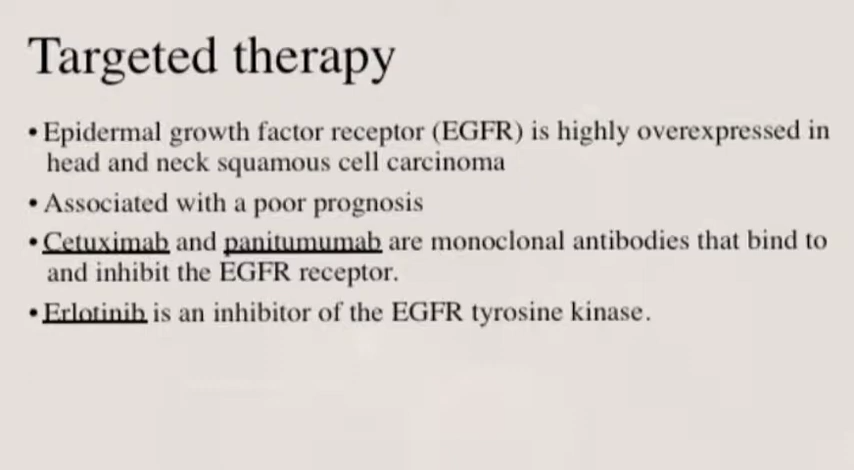 Targeted therapy
• Epidermal growth factor receptor (EGFR) is highly overexpressed in
head and neck squamous cell carcinoma
• Associated with a poor prognosis
• Cetuximab and panitumumab are monoclonal antibodies that bind to
and inhibit the EGFR receptor.
• Erlotinib is an inhibitor of the EGFR tyrosine kinase.